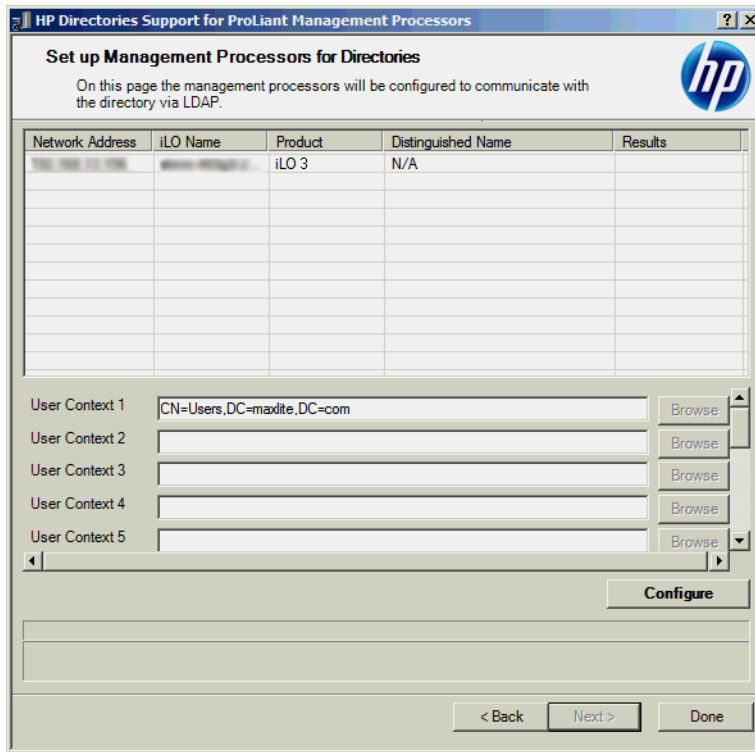 HP Directories Support for ProLiant Management Processors
Set up Management Processors for Directories
On this page the management processors will be configured to communicate with
the directory via LDAP.
hp
Network Address iLO Name Product Distinguished Name Results
iLO 3 N/A
User Context 1 CN=Users,DC=maxlite,DC=com Browse
User Context 2 Browse
User Context 3 Browse
User Context 4 Browse
User Context 5 Browse
Configure
< Back Next > Done